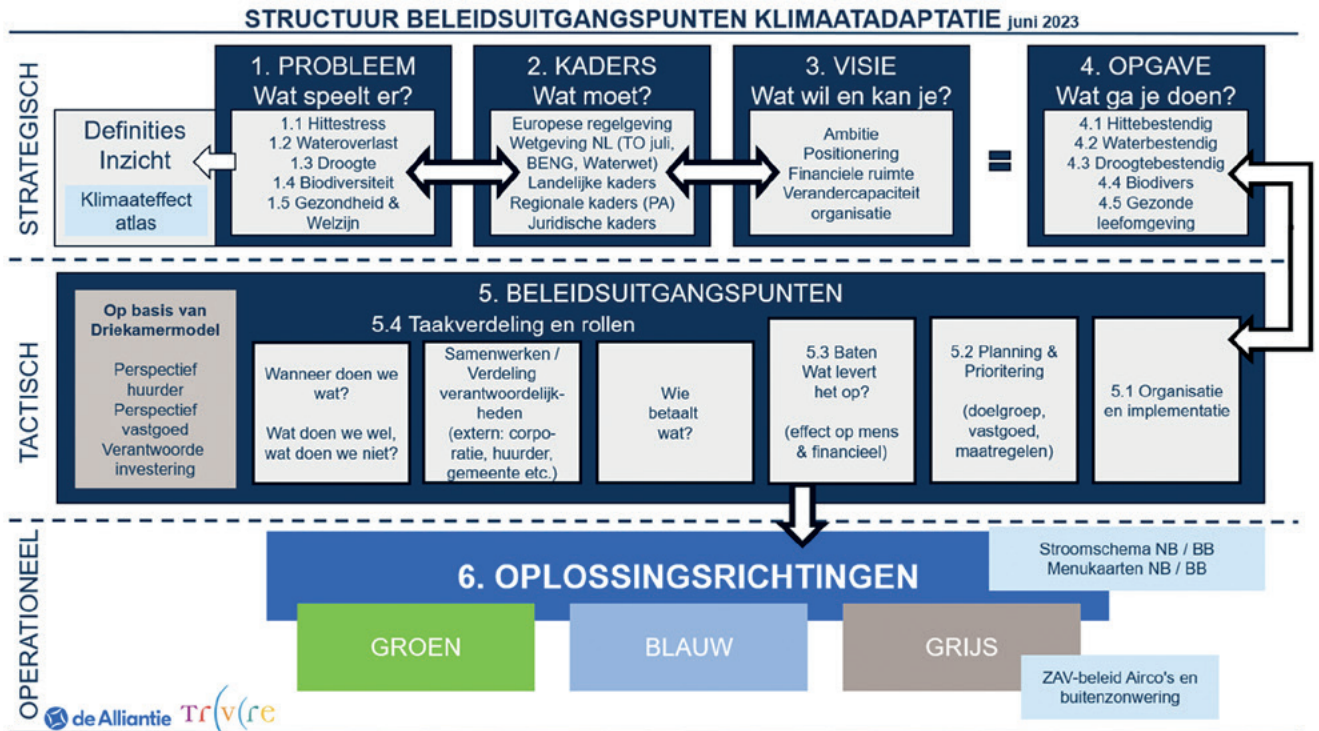 STRUCTUUR BELEIDSUITGANGSPUNTEN KLIMAATADAPTATIE juni 2023
STRATEGISCH
Definities
Inzicht
Klimaateffect
atlas
1. PROBLEEM
Wat speelt er?
1.1 Hittestress
1.2 Wateroverlast
1.3 Droogte
1.4 Biodiversiteit
1.5 Gezondheid &
Welzijn
2. KADERS
Wat moet?
Europese regelgeving
Wetgeving NL (TO juli,
BENG, Waterwet)
Landelijke kaders
Regionale kaders (PA)
Juridische kaders
3. VISIE
Wat wil en kan je?
Ambitie
Positionering
Financiele ruimte
Verandercapaciteit
organisatie
=
4. OPGAVE
Wat ga je doen?
4.1 Hittebestendig
4.2 Waterbestendig
4.3 Droogtebestendig
4.4 Biodivers
4.5 Gezonde
leefomgeving
TACTISCH
5. BELEIDSUITGANGSPUNTEN
Op basis van
Driekamermodel
Perspectief
huurder
Perspectief
vastgoed
Verantwoorde
investering
5.4 Taakverdeling en rollen
Wanneer doen we
wat?
Wat doen we wel,
wat doen we niet?
Samenwerken /
Verdeling
verantwoordelijk-
heden
(extern: corpo-
ratie, huurder,
gemeente etc.)
Wie
betaalt
wat?
5.3 Baten
Wat levert
het op?
(effect op mens
& financieel)
5.2 Planning &
Prioritering
(doelgroep,
vastgoed,
maatregelen)
5.1 Organisatie
en implementatie
OPERATIONEEL
6. OPLOSSINGSRICHTINGEN
Stroomschema NB / BB
Menukaarten NB / BB
GROEN
BLAUW
GRIJS
ZAV-beleid Airco's en
buitenzonwering
de Alliantie